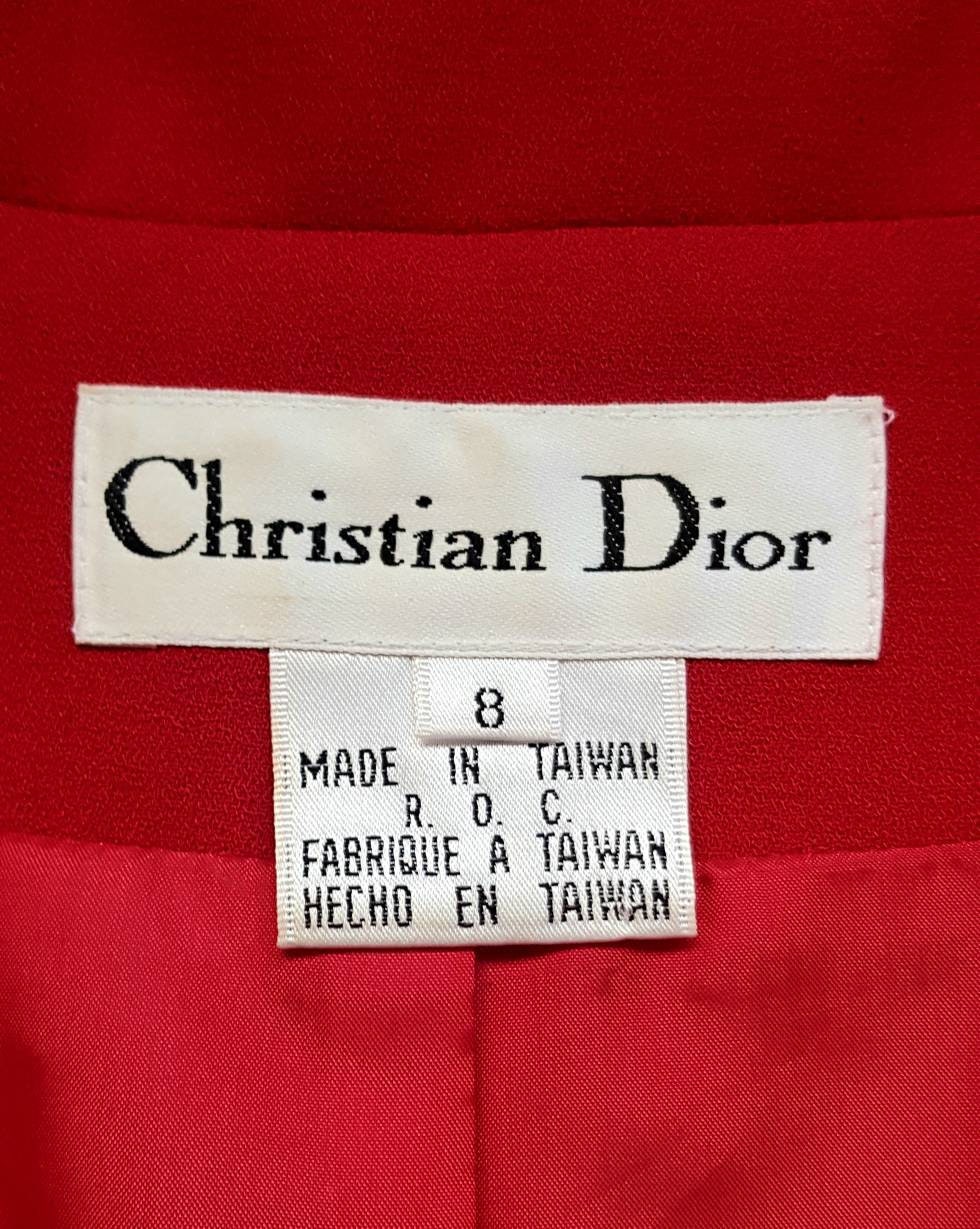 Christian Dior
8
MADE IN TAIWAN
R. O. C.
FABRIQUE A TAIWAN
HECHO EN TAIWAN